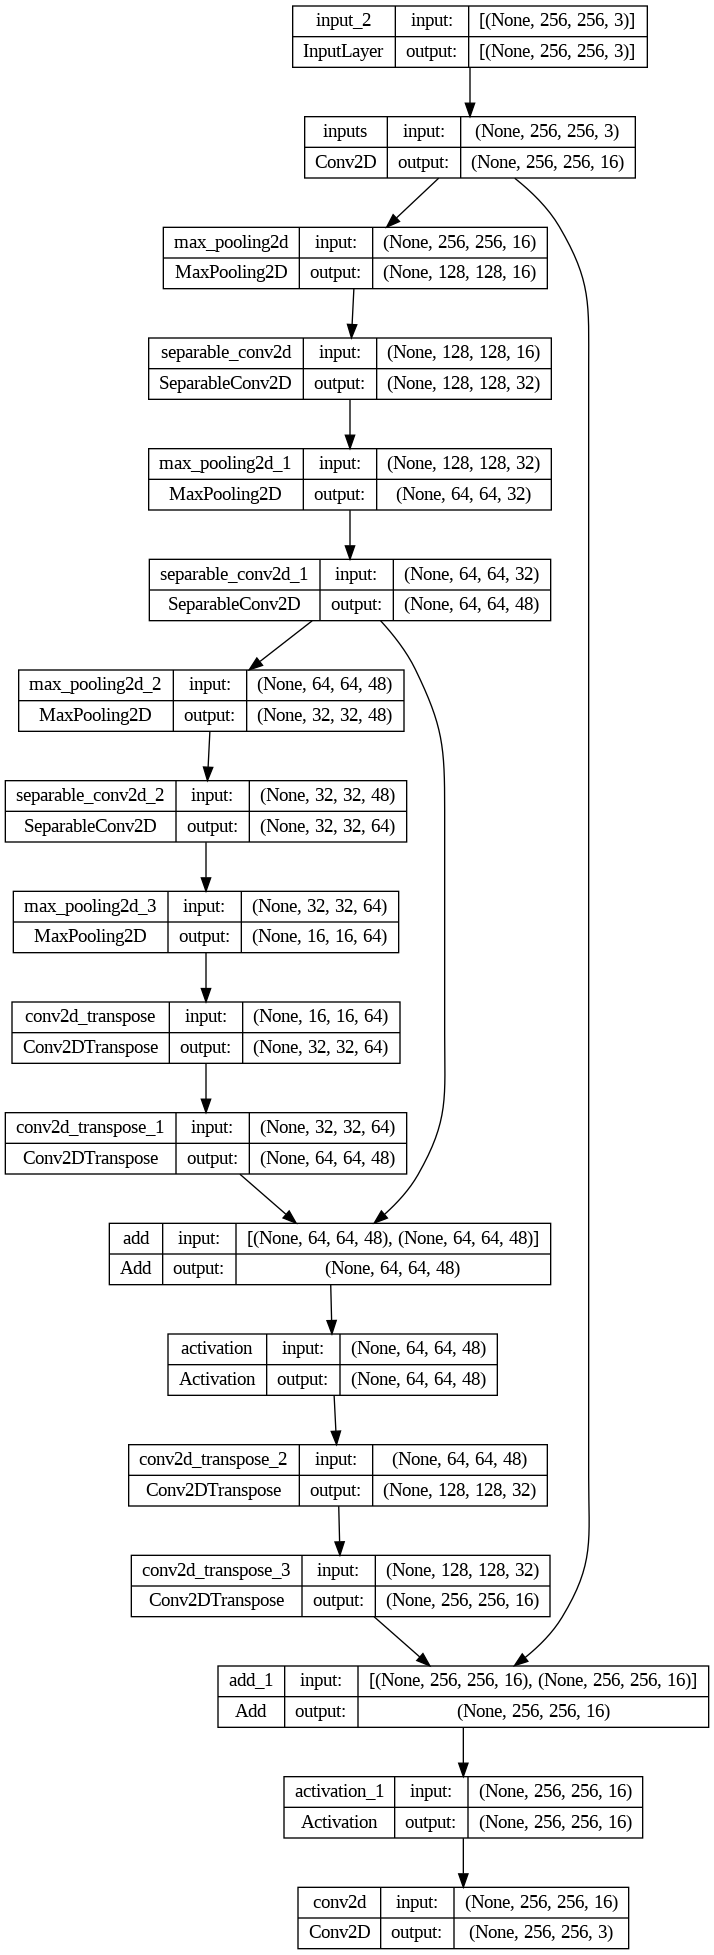 input_2 input: [(None, 256, 256, 3)]
InputLayer output: [(None, 256, 256, 3)]
inputs input: (None, 256, 256, 3)
Conv2D output: (None, 256, 256, 16)
max_pooling2d input: (None, 256, 256, 16)
MaxPooling2D output: (None, 128, 128, 16)
separable_conv2d input: (None, 128, 128, 16)
SeparableConv2D output: (None, 128, 128, 32)
max_pooling2d_1 input: (None, 128, 128, 32)
MaxPooling2D output: (None, 64, 64, 32)
separable_conv2d_1 input: (None, 64, 64, 32)
SeparableConv2D output: (None, 64, 64, 48)
max_pooling2d_2 input: (None, 64, 64, 48)
MaxPooling2D output: (None, 32, 32, 48)
separable_conv2d_2 input: (None, 32, 32, 48)
SeparableConv2D output: (None, 32, 32, 64)
max_pooling2d_3 input: (None, 32, 32, 64)
MaxPooling2D output: (None, 16, 16, 64)
conv2d_transpose input: (None, 16, 16, 64)
Conv2DTranspose output: (None, 32, 32, 64)
conv2d_transpose_1 input: (None, 32, 32, 64)
Conv2DTranspose output: (None, 64, 64, 48)
add input: [(None, 64, 64, 48), (None, 64, 64, 48)]
Add output: (None, 64, 64, 48)
activation input: (None, 64, 64, 48)
Activation output: (None, 64, 64, 48)
conv2d_transpose_2 input: (None, 64, 64, 48)
Conv2DTranspose output: (None, 128, 128, 32)
conv2d_transpose_3 input: (None, 128, 128, 32)
Conv2DTranspose output: (None, 256, 256, 16)
add_1 input: [(None, 256, 256, 16), (None, 256, 256, 16)]
Add output: (None, 256, 256, 16)
activation_1 input: (None, 256, 256, 16)
Activation output: (None, 256, 256, 16)
conv2d input: (None, 256, 256, 16)
Conv2D output: (None, 256, 256, 3)